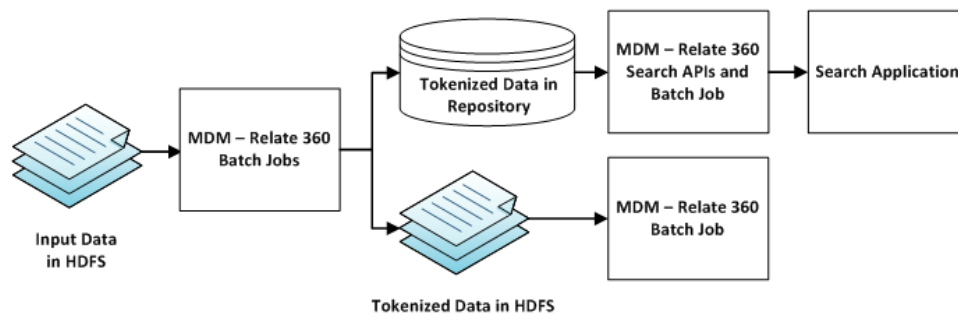 Input Data
in HDFS
MDM – Relate 360
Batch Jobs
Tokenized Data in
Repository
MDM – Relate 360
Search APIs and
Batch Job
Search Application
Tokenized Data in HDFS
MDM – Relate 360
Batch Job